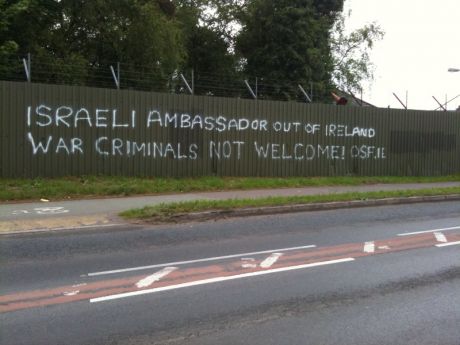 ISRAELI AMBASSADOR OUT OF IRELAND
WAR CRIMINALS NOT WELCOME! OSF.IE